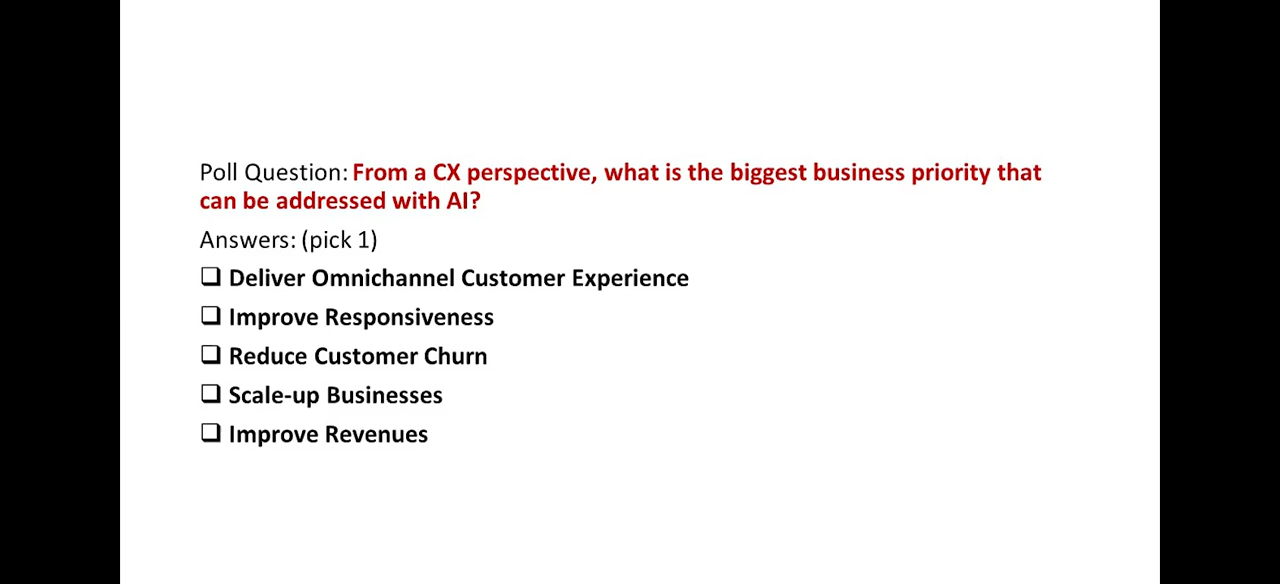 Poll Question: From a CX perspective, what is the biggest business priority that
can be addressed with AI?
Answers: (pick 1)
❑ Deliver Omnichannel Customer Experience
❑ Improve Responsiveness
❑ Reduce Customer Churn
❑ Scale-up Businesses
❑ Improve Revenues